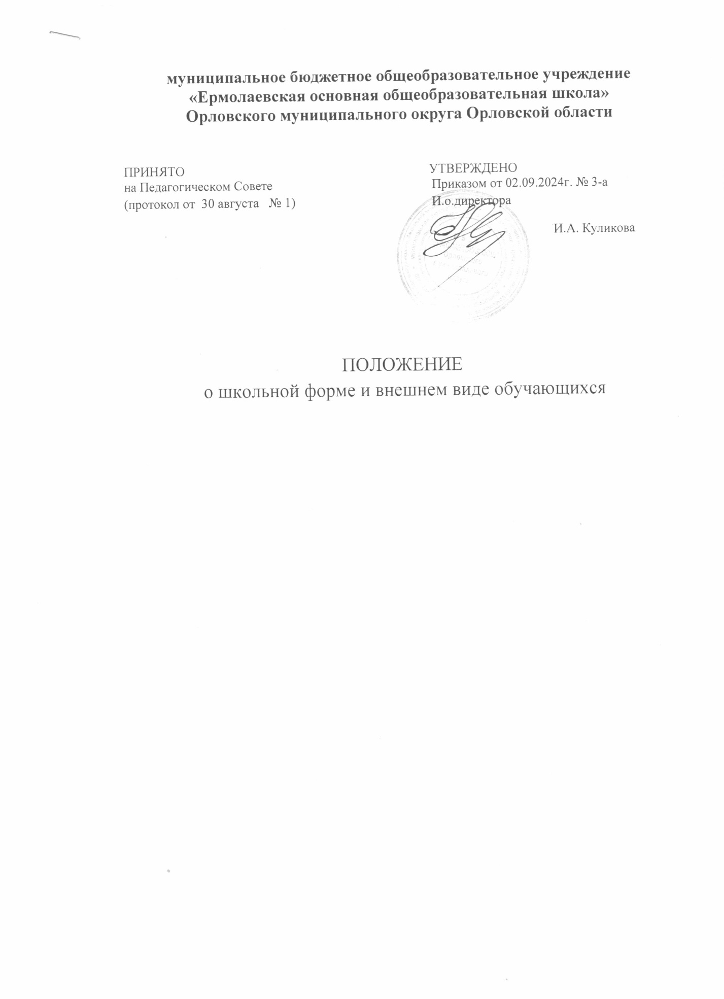 муниципальное бюджетное общеобразовательное учреждение
«Ермолаевская основная общеобразовательная школа»
Орловского муниципального округа Орловской области
ПРИНЯТО
на Педагогическом Совете
(протокол от 30 августа № 1)
УТВЕРЖДЕНО
Приказом от 02.09.2024г. № 3-а
И.о.директора
И.А. Куликова
ПОЛОЖЕНИЕ
о школьной форме и внешнем виде обучающихся